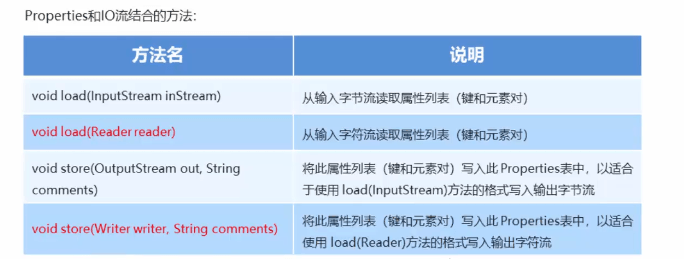 Properties和IO流结合的方法：
方法名 说明
void load(InputStream inStream) 从输入字节流读取属性列表（键和元素对）
void load(Reader reader) 从输入字符流读取属性列表（键和元素对）
void store(OutputStream out, String 将此属性列表（键和元素对）写入此 Properties表中，以适合
comments) 于使用 load(InputStream)方法的格式写入输出字节流
void store(Writer writer, String comments) 将此属性列表（键和元素对）写入此 Properties表中，以适合
使用 load(Reader)方法的格式写入输出字符流